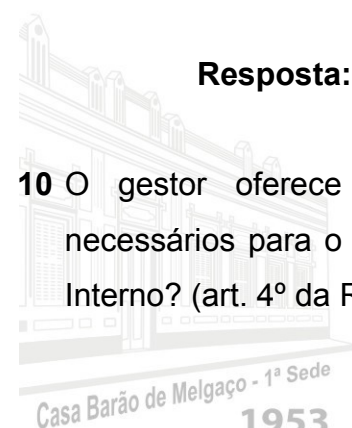 Resposta:
10 O gestor oferece
necessários para o
Interno? (art. 4º da
Casa Barão de Melgaço - 1ª Sede
1953